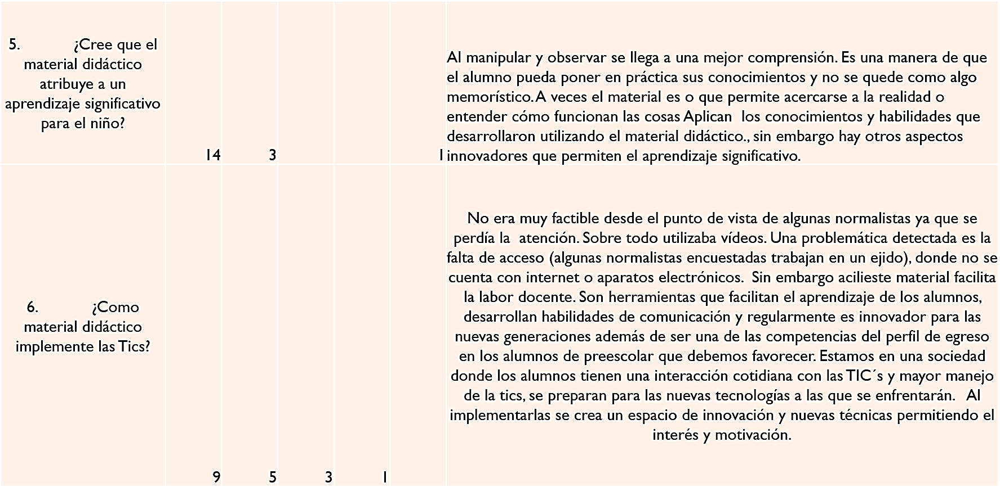 5. ¿Cree que el
material didáctico
atribuye a un
aprendizaje significativo
para el niño?
14 3 1
Al manipular y observar se llega a una mejor comprensión. Es una manera de que
el alumno pueda poner en práctica sus conocimientos y no se quede como algo
memorístico. A veces el material es o que permite acercarse a la realidad o
entender cómo funcionan las cosas Aplican los conocimientos y habilidades que
desarrollaron utilizando el material didáctico., sin embargo hay otros aspectos
innovadores que permiten el aprendizaje significativo.
6. ¿Como
material didáctico
implemente las Tics?
9 5 3 1
No era muy factible desde el punto de vista de algunas normalistas ya que se
perdía la atención. Sobre todo utilizaba vídeos. Una problemática detectada es la
falta de acceso (algunas normalistas encuestadas trabajan en un ejido), donde no se
cuenta con internet o aparatos electrónicos. Sin embargo acilieste material facilita
la labor docente. Son herramientas que facilitan el aprendizaje de los alumnos,
desarrollan habilidades de comunicación y regularmente es innovador para las
nuevas generaciones además de ser una de las competencias del perfil de egreso
en los alumnos de preescolar que debemos favorecer. Estamos en una sociedad
donde los alumnos tienen una interacción cotidiana con las TIC´s y mayor manejo
de la tics, se preparan para las nuevas tecnologías a las que se enfrentarán. Al
implementarlas se crea un espacio de innovación y nuevas técnicas permitiendo el
interés y motivación.